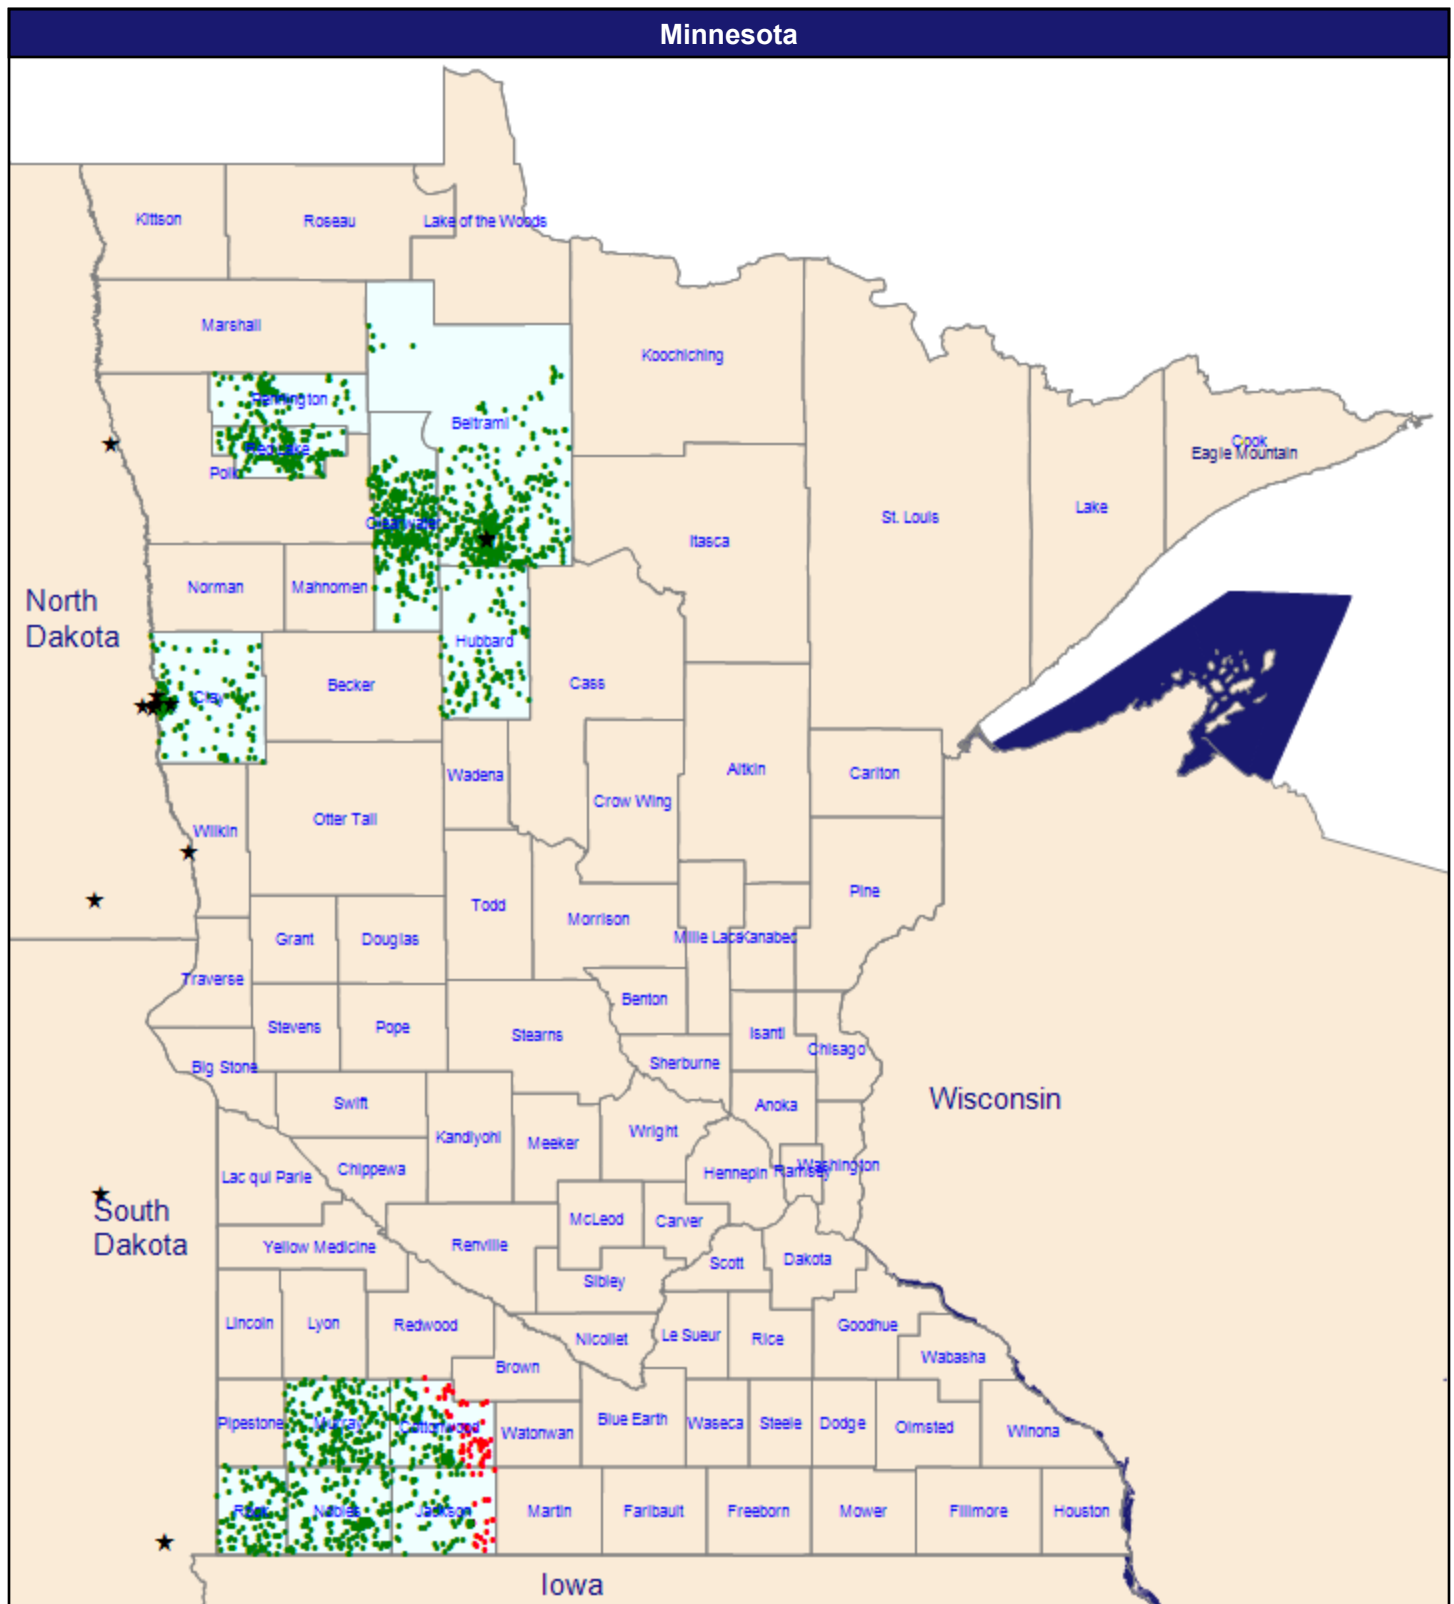 Minnesota
Kittson
Roseau
Lake of the Woods
Marshall
Koochiching
Pennington
Beltrami
Cook
Eagle Mountain
Red Lake
Polk
Lake
St. Louis
Clearwater
Itasca
Norman
Mahnomen
North
Dakota
Hubbard
Cass
Becker
Clay
Wadena
Aitkin
Carlton
Crow Wing
Otter Tail
Wilkin
Pine
Todd
Morrison
Grant
Douglas
Mille Lacs
Kanabec
Traverse
Benton
Stevens
Pope
Stearns
Isanti
Chisago
Big Stone
Sherburne
Swift
Anoka
Wisconsin
Kandiyohi
Meeker
Wright
Lac qui Parle
Chippewa
Hennepin
Ramsey
Washington
South
Dakota
McLeod
Carver
Yellow Medicine
Renville
Scott
Dakota
Sibley
Lincoln
Lyon
Redwood
Nicollet
Le Sueur
Rice
Goodhue
Brown
Wabasha
Pipestone
Murray
Cottonwood
Watonwan
Blue Earth
Waseca
Steele
Dodge
Olmsted
Winona
Rock
Nobles
Jackson
Martin
Faribault
Freeborn
Mower
Fillmore
Houston
Iowa